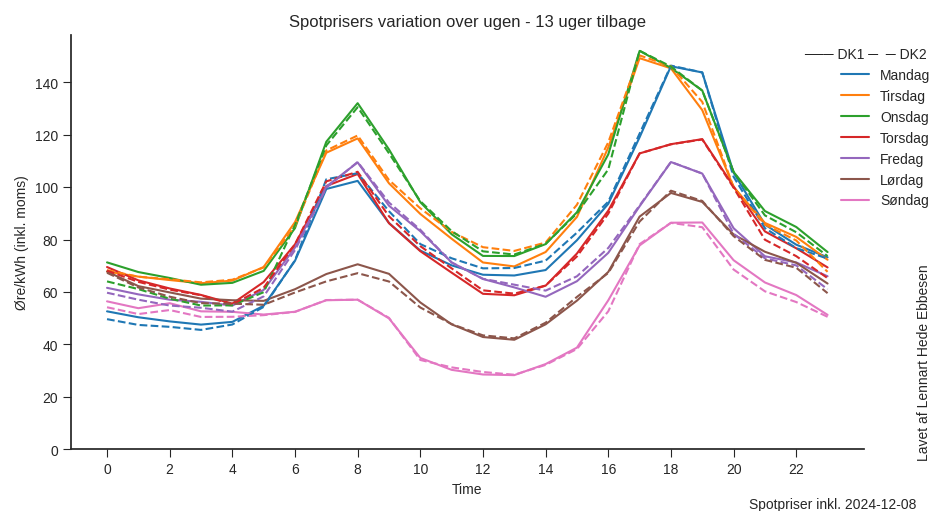 Spotprisers variation over ugen - 13 uger tilbage
DK1 DK2
Mandag
Tirsdag
Onsdag
Torsdag
Fredag
Lørdag
Søndag
Øre/kWh (inkl. moms)
140
120
100
80
60
40
20
0
0 2 4 6 8 10 12 14 16 18 20 22
Time
Lavet af Lennart Hede Ebbesen
Spotpriser inkl. 2024-12-08